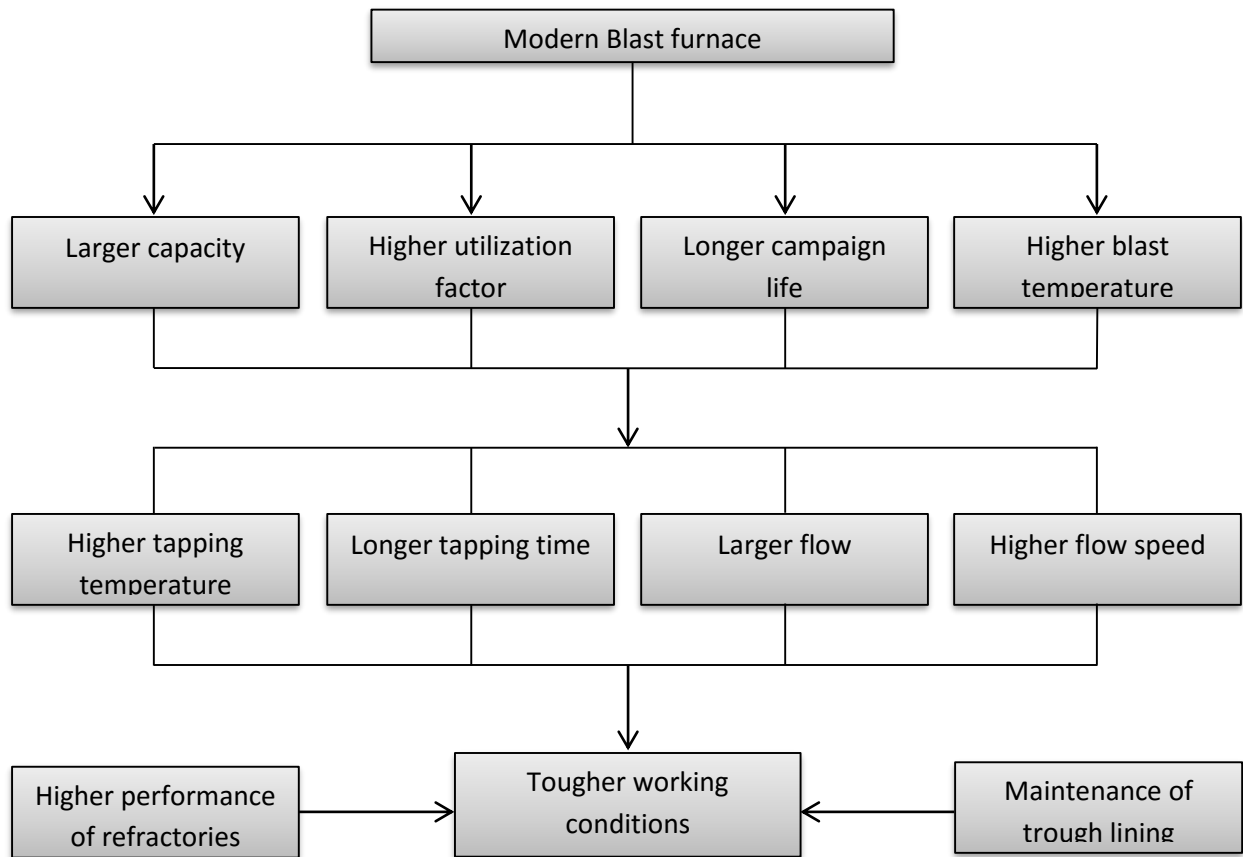 Modern Blast furnace
Larger capacity
Higher utilization
factor
Longer campaign
life
Higher blast
temperature
Higher tapping
temperature
Longer tapping time
Larger flow
Higher flow speed
Higher performance
of refractories
Tougher working
conditions
Maintenance of
trough lining